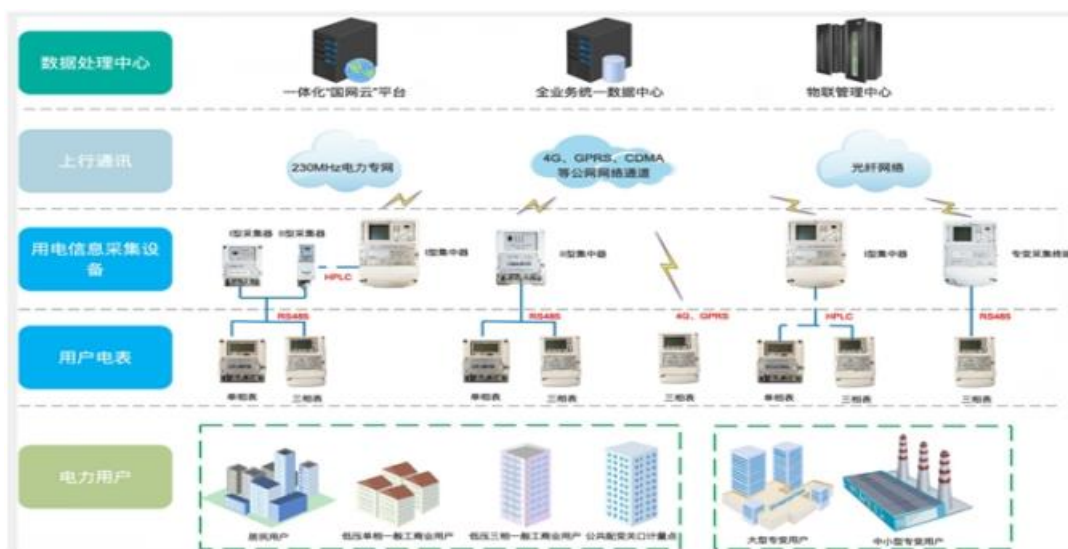 数据处理中心
一体化“国网云”平台
全业务统一数据中心
物联管理中心
上行通讯
230MHz电力专网
4G、GPRS、CDMA
等公网网络通道
光纤网络
用电信息采集设
备
I型采集器
II型采集器
I型集中器
II型集中器
I型集中器
专变采集终端
HPLC
RS485
RS485
4G、GPRS
HPLC
RS485
用户电表
单相表
三相表
单相表
三相表
三相表
单相表
三相表
三相表
电力用户
居民用户
低压单相一般工商业用户
低压三相一般工商业用户
公共配变关口计量点
大型专变用户
中小型专变用户